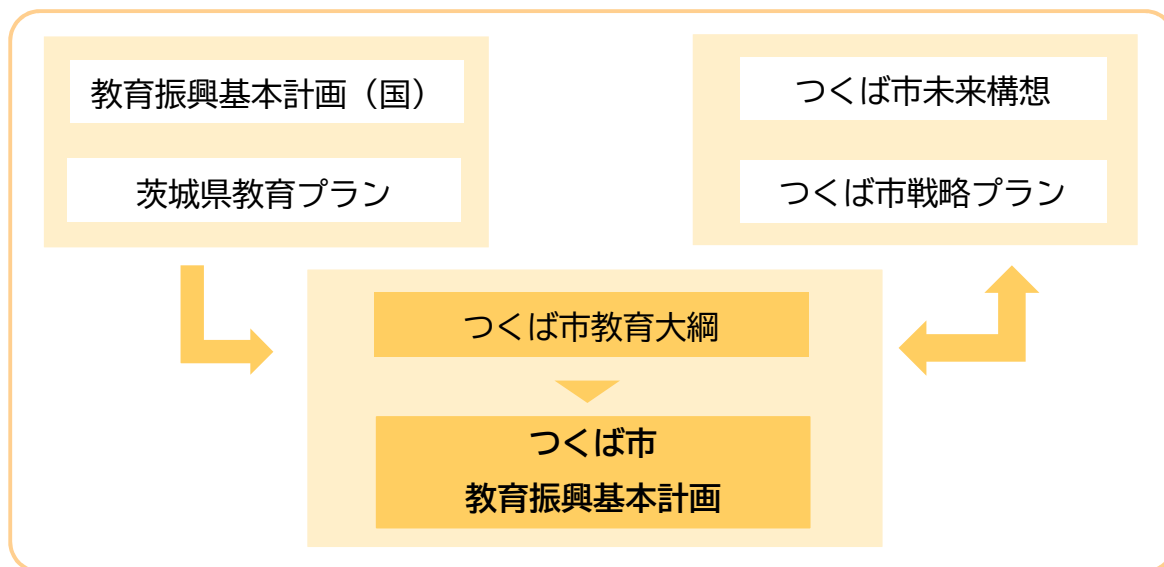 教育振興基本計画（国）
茨城県教育プラン
つくば市未来構想
つくば市戦略プラン
つくば市教育大綱
つくば市
教育振興基本計画